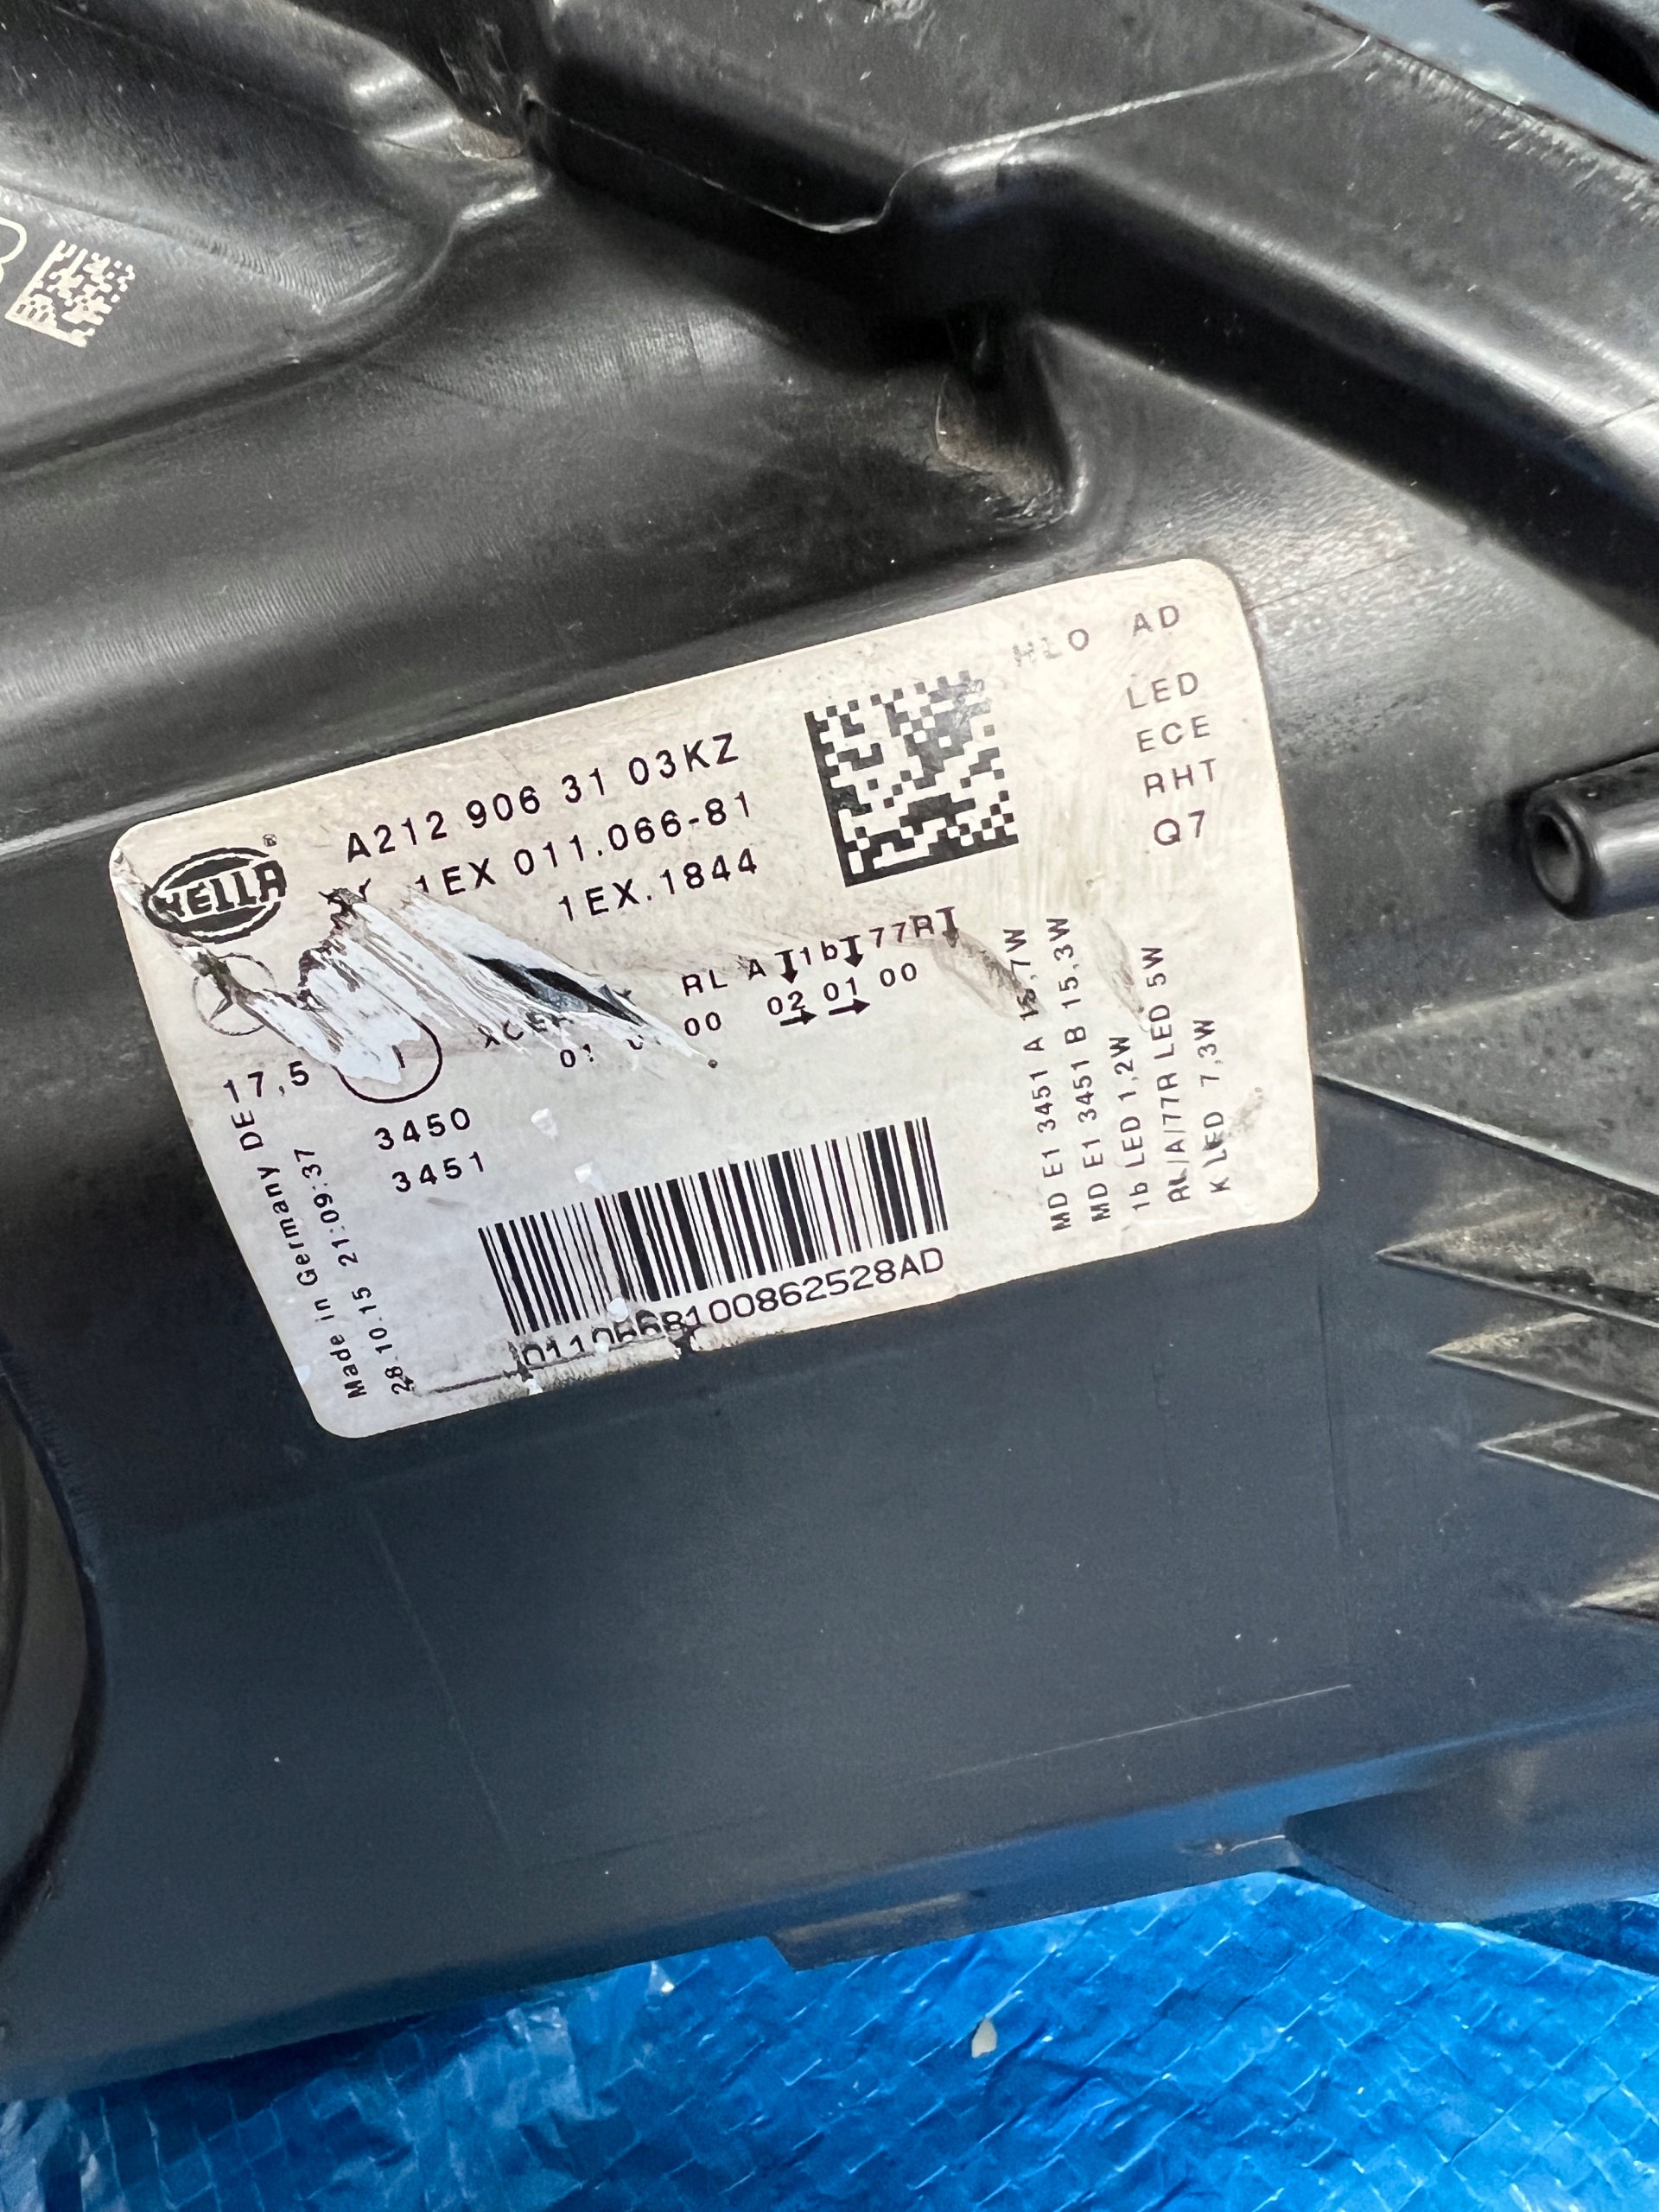 HELLA ®
A212 906 31 03KZ
1EX 011.066-81
1EX.1844
HLO AD
LED
ECE
RHT
Q7
RL A 1b 77R
00 02 01 00
17,5
3450
3451
Made in Germany DE
28.10.15 21:09:37
MD E1 3451 A ,7W
MD E1 3451 B 15,3W
1b LED 1,2W
RL/A/77R LED 5W
K LED 7,3W
0110668100862528AD